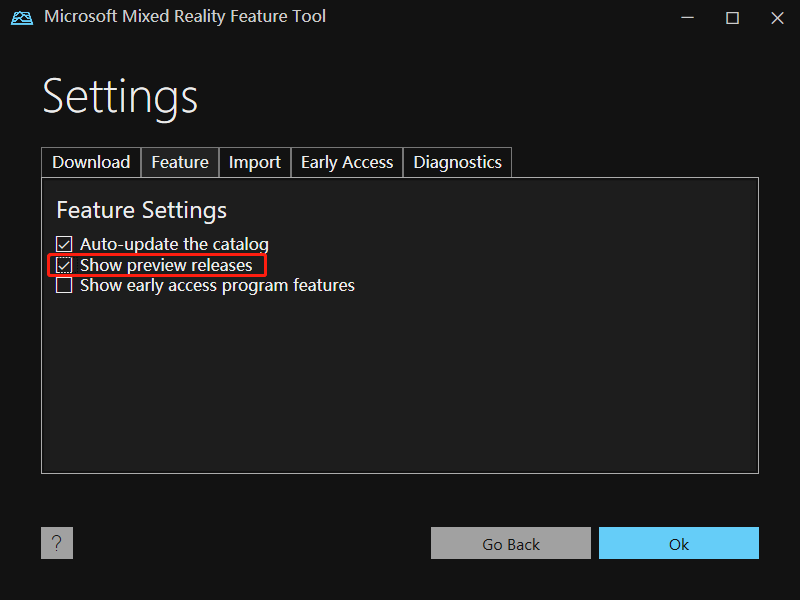 Microsoft Mixed Reality Feature Tool
Settings
Download Feature Import Early Access Diagnostics
Feature Settings
Auto-update the catalog
Show preview releases
Show early access program features
? Go Back Ok